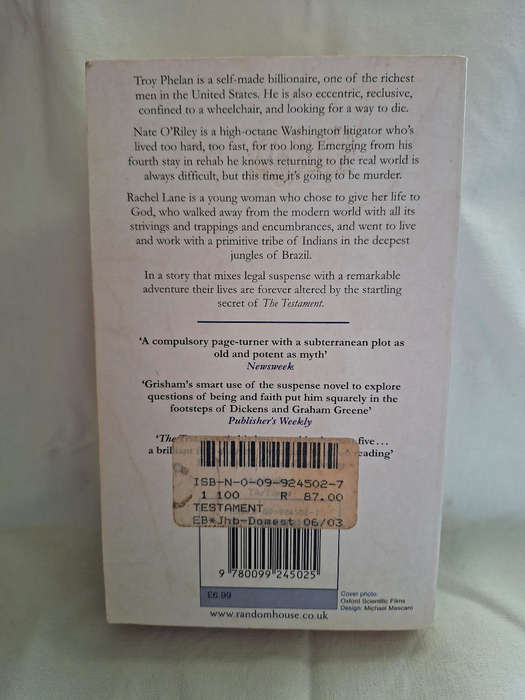 Troy Phelan is a self-made billionaire, one of the richest
men in the United States. He is also eccentric, reclusive,
confined to a wheelchair, and looking for a way to die.
Nate O'Riley is a high-octane Washington litigator who's
lived too hard, too fast, for too long. Emerging from his
fourth stay in rehab he knows returning to the real world is
always difficult, but this time it's going to be murder.
Rachel Lane is a young woman who chose to give her life to
God, who walked away from the modern world with all its
strivings and trappings and encumbrances, and went to live
and work with a primitive tribe of Indians in the deepest
jungles of Brazil.
In a story that mixes legal suspense with a remarkable
adventure their lives are forever altered by the startling
secret of The Testament.
'A compulsory page-turner with a subterranean plot as
old and potent as myth'
Newsweek
'Grisham's smart use of the suspense novel to explore
questions of being and faith put him squarely in the
footsteps of Dickens and Graham Greene'
Publisher's Weekly
'The five...
a
ISB-N-0-09-924502-7
1 100 R 87.00
TESTAMENT
EB*Jhb-Domest 06/03
9 780099 245025
£6.99
Cover photo:
Oxford Scientific Films
Design: Michael Mascaro
www.randomhouse.co.uk